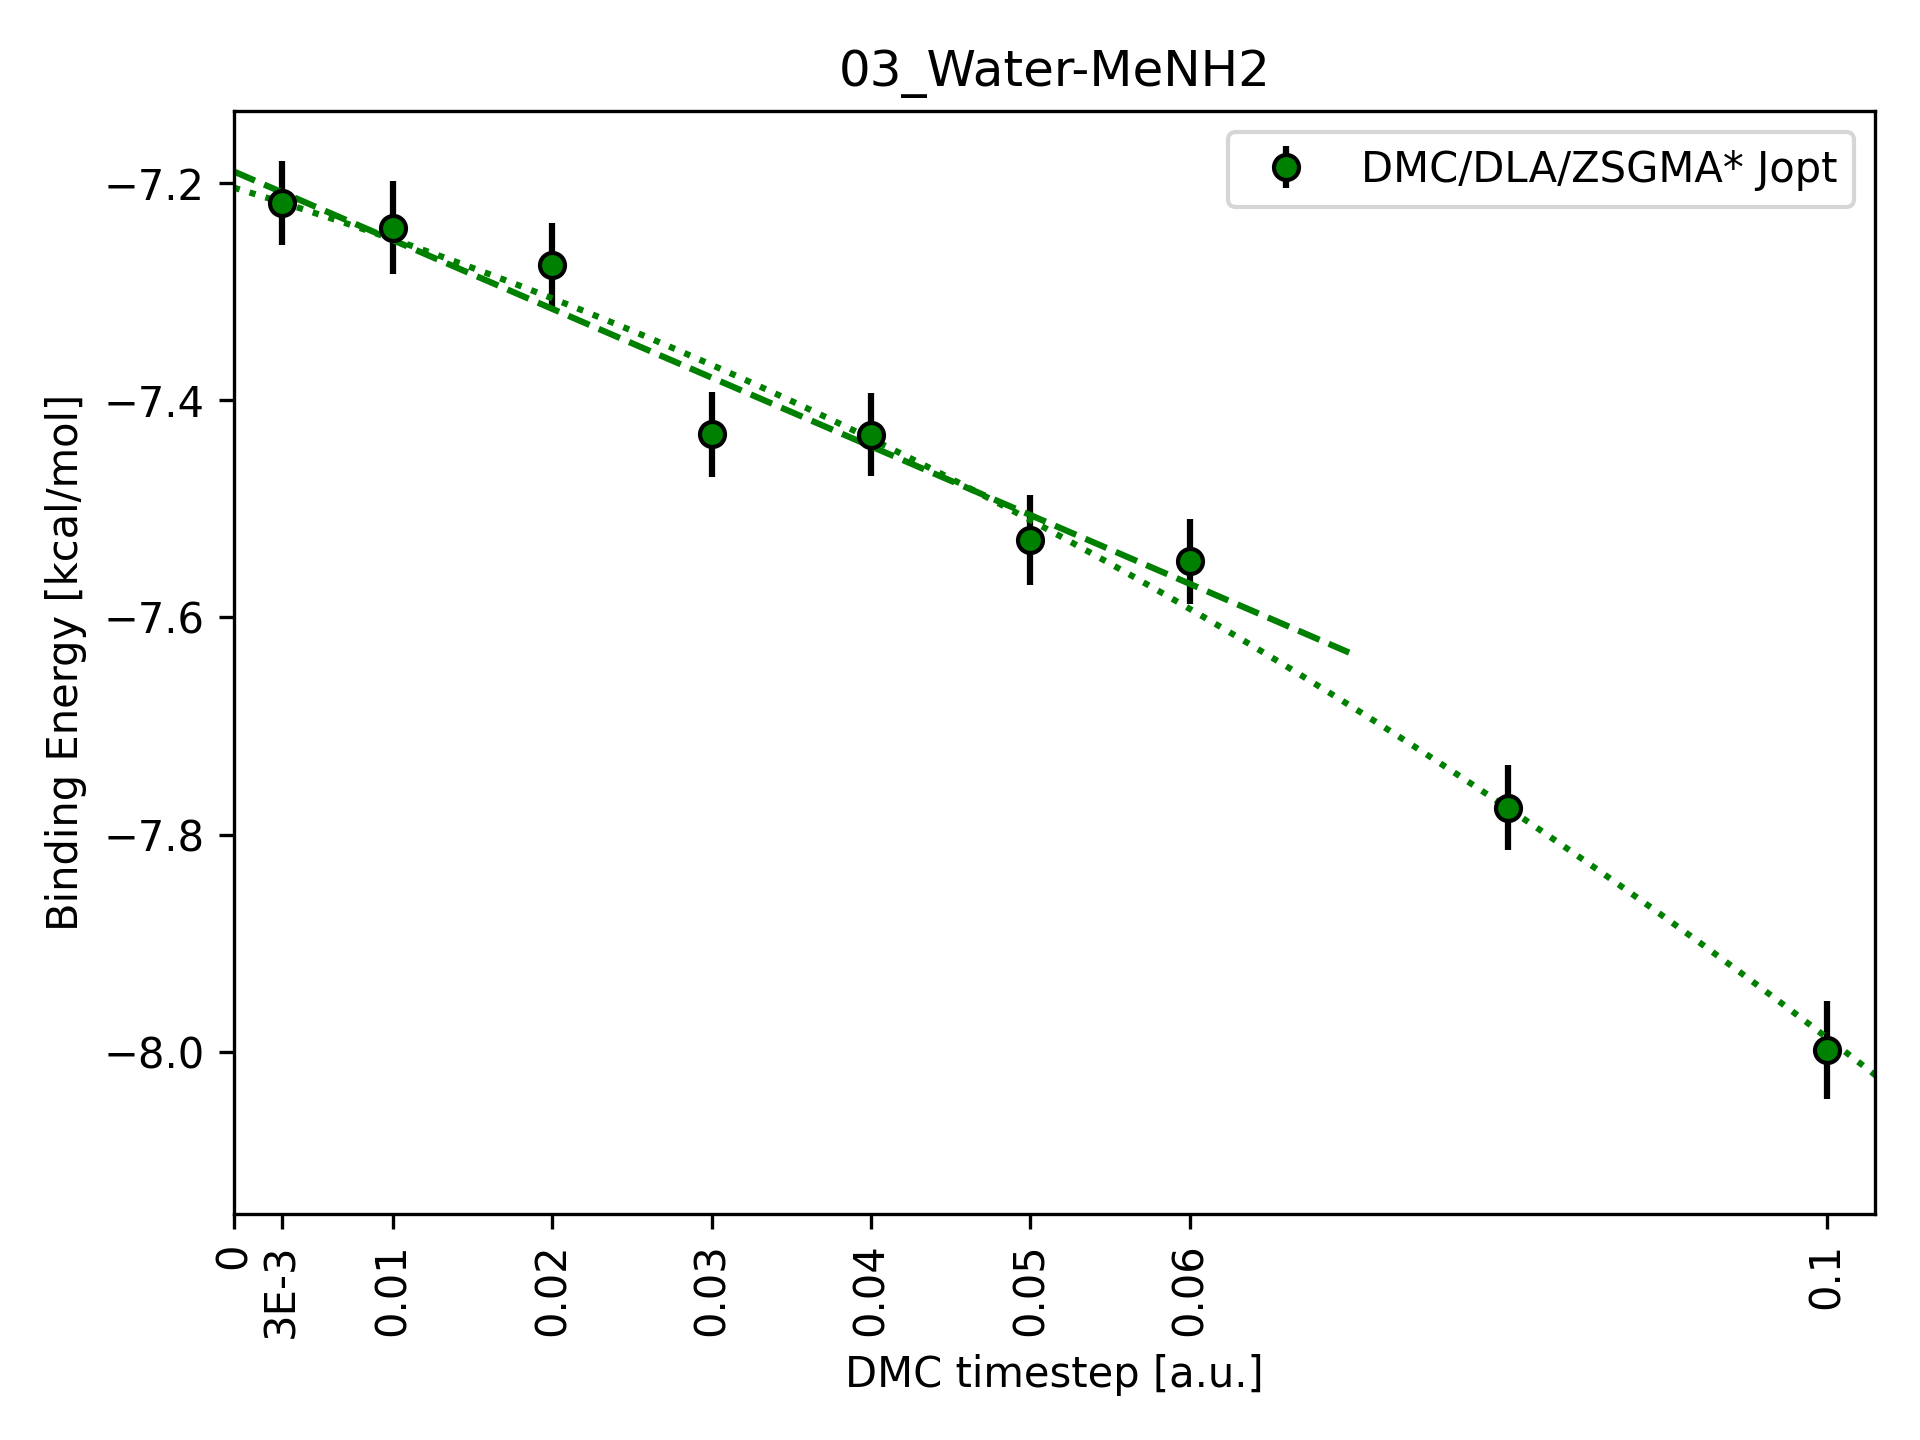 03_Water-MeNH2
DMC/DLA/ZSGMA* Jopt
Binding Energy [kcal/mol]
−7.2
−7.4
−7.6
−7.8
−8.0
0
3E-3
0.01
0.02
0.03
0.04
0.05
0.06
0.1
DMC timestep [a.u.]